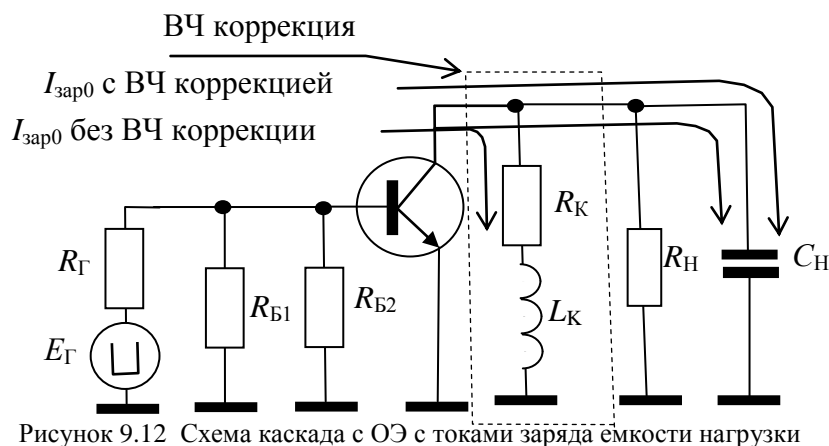 ВЧ коррекция
Iзар0 с ВЧ коррекцией
Iзар0 без ВЧ коррекции
RК
RГ
RБ1
RБ2
RН
CН
LК
EГ
Рисунок 9.12 Схема каскада с ОЭ с токами заряда емкости нагрузки